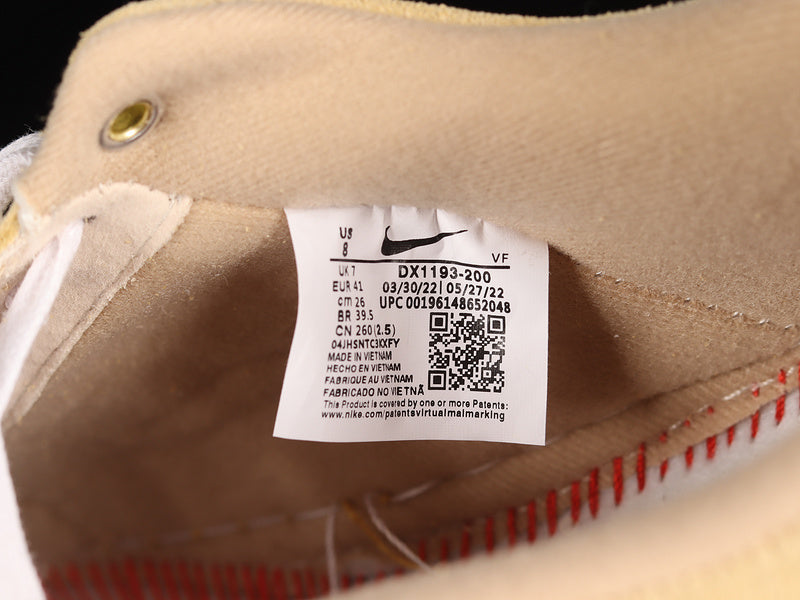 US
8
VF
UK 7
DX1193-200
EUR 41
03/30/22 | 05/27/22
cm 26
UPC 00196148652048
BR 39.5
CN 260 (2.5)
04JHSNTC3KXFY
MADE IN VIETNAM
HECHO EN VIETNAM
FABRIQUE AU VIETNAM
FABRICADO NO VIETNÃ
This Product is covered by one or more Patents:
www.nike.com/patentsvirtualmalmarking